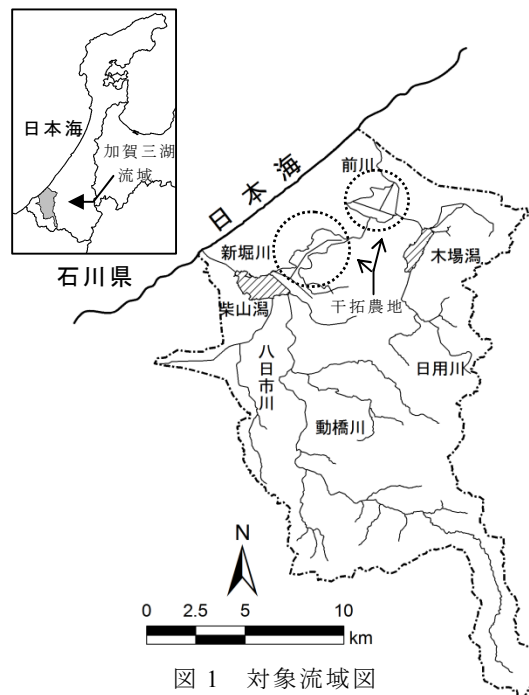 日本海
加賀三湖
流域
石川県
日本海
前川
新堀川
木場潟
柴山潟
干拓農地
八日市川
日用川
動橋川
N
0 2.5 5 10
km
図1 対象流域図